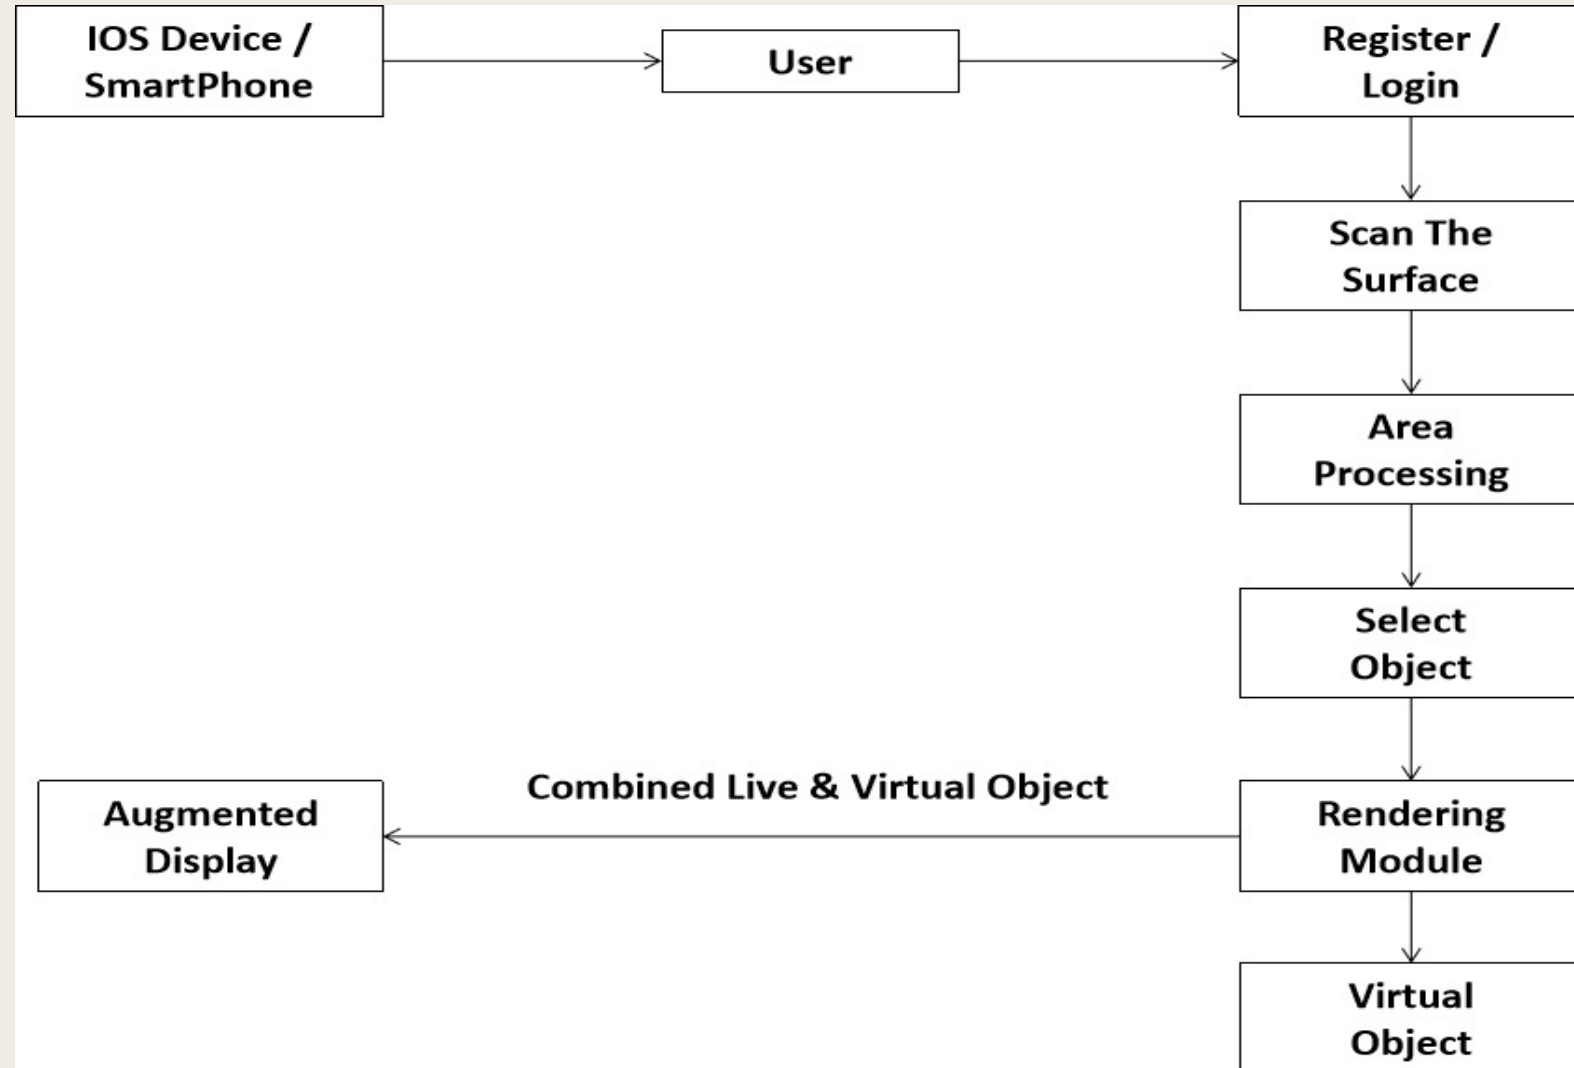 IOS Device /
SmartPhone
User
Register /
Login
Scan The
Surface
Area
Processing
Select
Object
Combined Live & Virtual Object
Augmented
Display
Rendering
Module
Virtual
Object